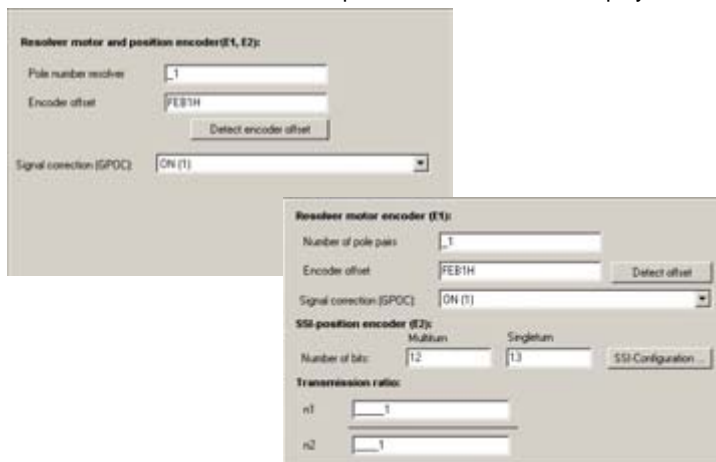 Resolver motor and position encoder(E1, E2):
Pole number resolver _1
Encoder offset FEB1H
Detect encoder offset
Signal correction (GPOC): ON (1)
Resolver motor encoder (E1):
Number of pole pairs _1
Encoder offset FEB1H Detect offset
Signal correction (GPOC): ON (1)
SSI-position encoder (E2):
Multiturn Singleturn
Number of bits: 12 13 SSI-Configuration ...
Transmission ratio:
n1 ____1
n2 ___1